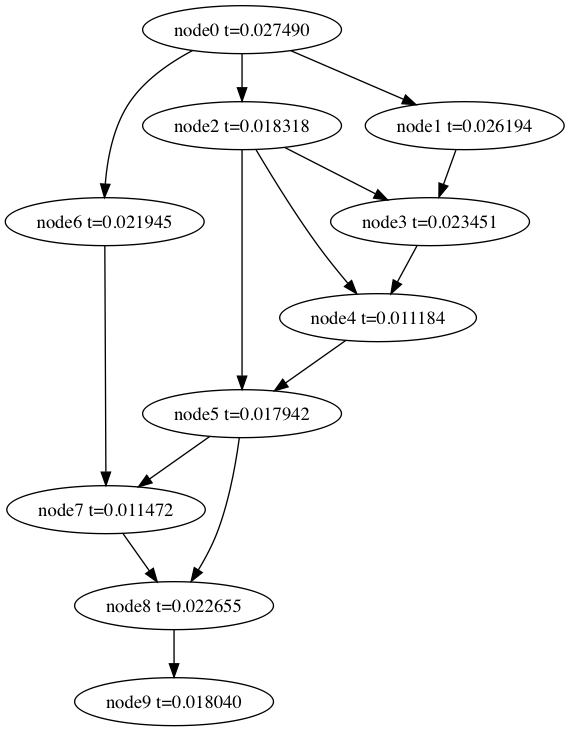 node0 t=0.027490
node2 t=0.018318
node1 t=0.026194
node6 t=0.021945
node3 t=0.023451
node4 t=0.011184
node5 t=0.017942
node7 t=0.011472
node8 t=0.022655
node9 t=0.018040